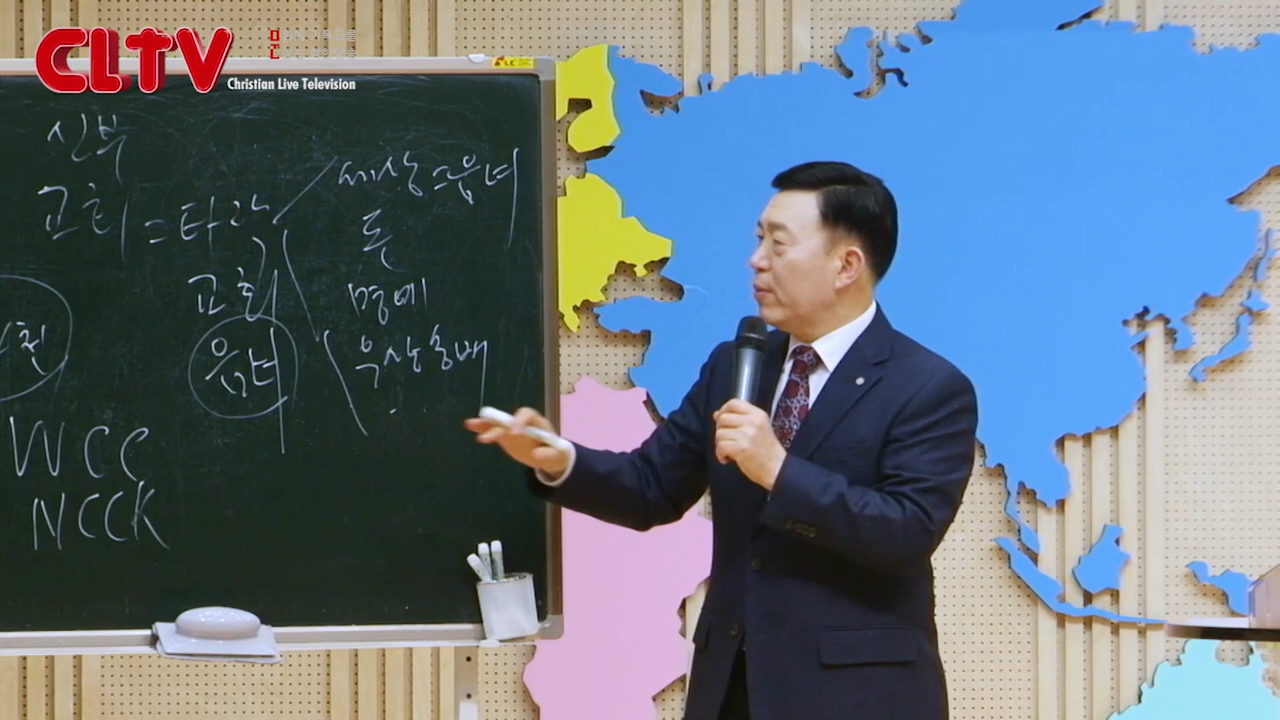 CLTV
Christian Live Television
신부
교회 = 타락
교회
음녀
세상=음녀
돈
명예
우상숭배
WCC
NCCK